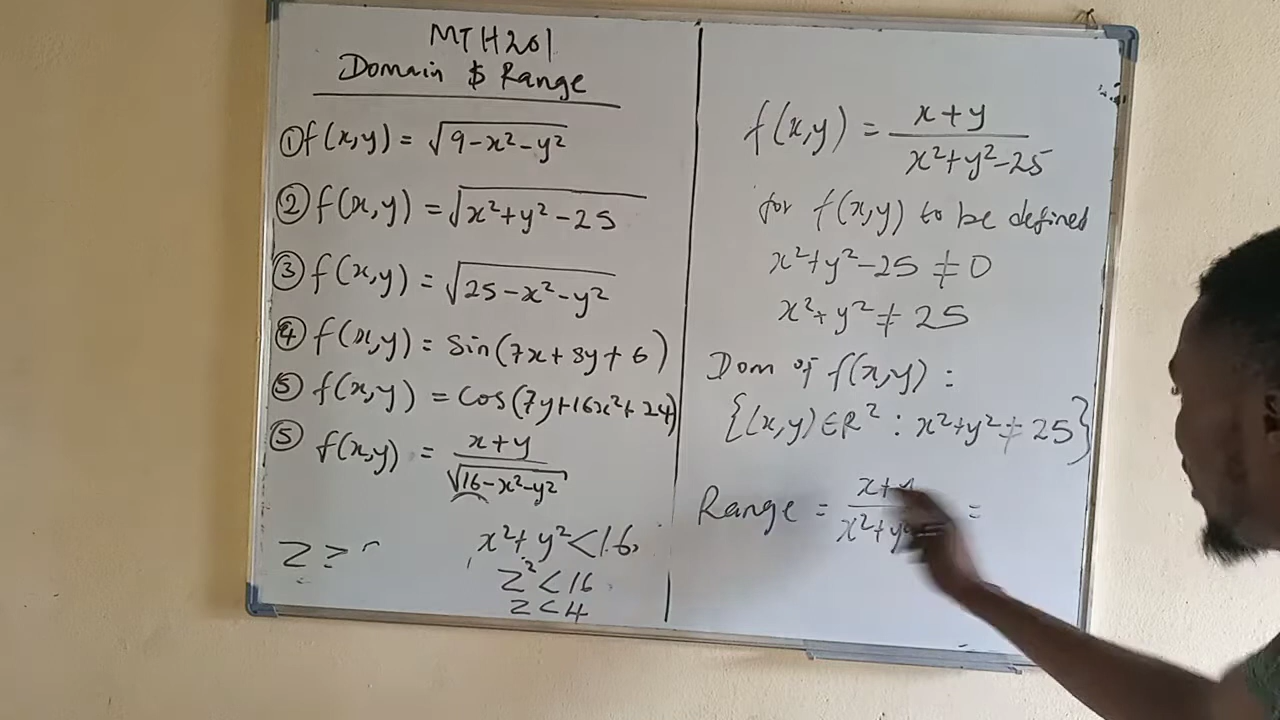 MTH201
Domain $ Range
① f(x,y) = √9-x²-y²
② f(x,y) = √x²+y²-25
③ f(x,y) = √25-x²-y²
④ f(x,y) = Sin(7x+8y+6)
⑤ f(x,y) = Cos(7y+16x²+24)
⑤ f(x,y) = x+y / √16-x²-y²
x²+y²<16
z²<16
z<4
z≥
f(x,y) = x+y / x²+y²-25
for f(x,y) to be defined
x²+y²-25 ≠ 0
x²+y² ≠ 25
Dom of f(x,y) :
{(x,y)∈R² : x²+y² ≠ 25}
Range = x+y / x²+y² =